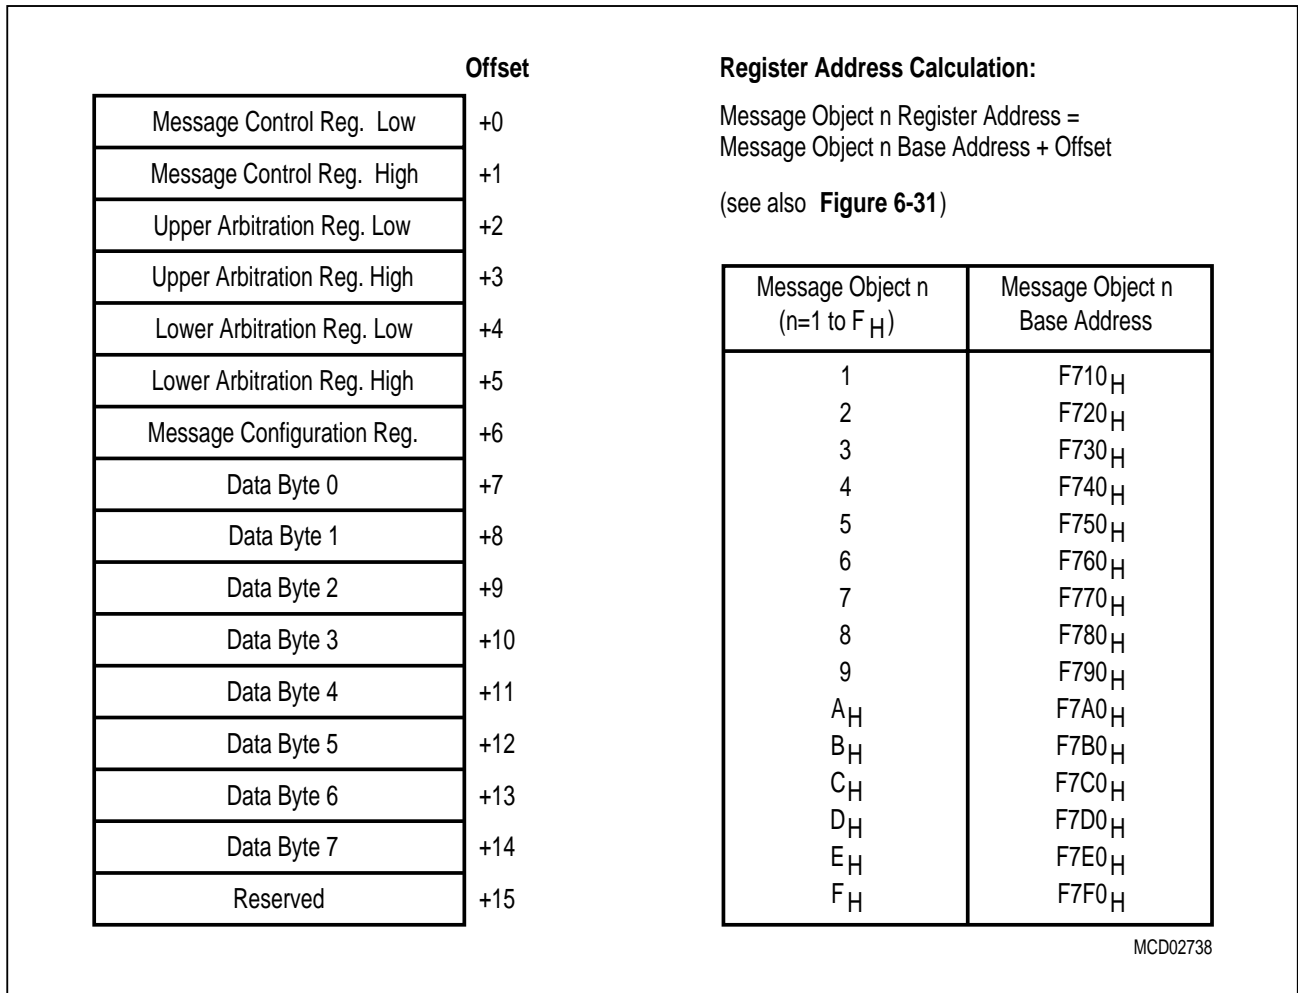 Offset
Message Control Reg. Low +0
Message Control Reg. High +1
Upper Arbitration Reg. Low +2
Upper Arbitration Reg. High +3
Lower Arbitration Reg. Low +4
Lower Arbitration Reg. High +5
Message Configuration Reg. +6
Data Byte 0 +7
Data Byte 1 +8
Data Byte 2 +9
Data Byte 3 +10
Data Byte 4 +11
Data Byte 5 +12
Data Byte 6 +13
Data Byte 7 +14
Reserved +15
Register Address Calculation:
Message Object n Register Address =
Message Object n Base Address + Offset
(see also Figure 6-31)
Message Object n Message Object n
(n=1 to F H) Base Address
1 F710H
2 F720H
3 F730H
4 F740H
5 F750H
6 F760H
7 F770H
8 F780H
9 F790H
AH F7A0H
BH F7B0H
CH F7C0H
DH F7D0H
EH F7E0H
FH F7F0H
MCD02738